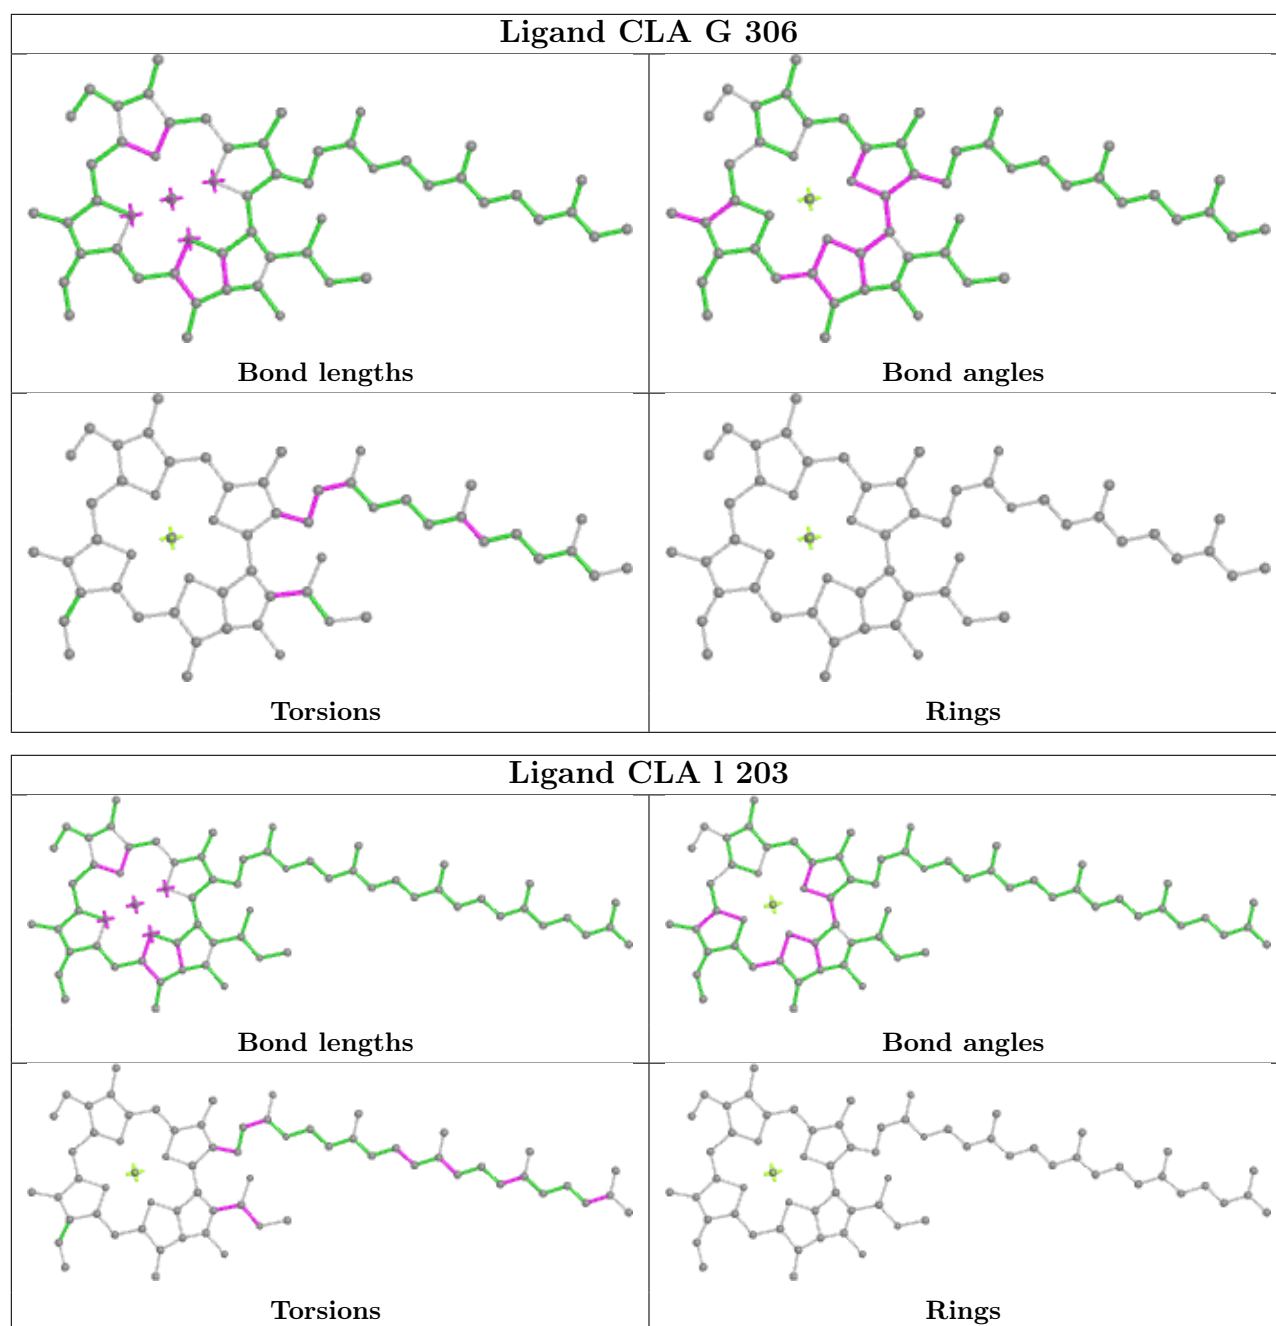 Ligand CLA G 306
Bond lengths
Bond angles
Torsions
Rings
Ligand CLA l 203
Bond lengths
Bond angles
Torsions
Rings